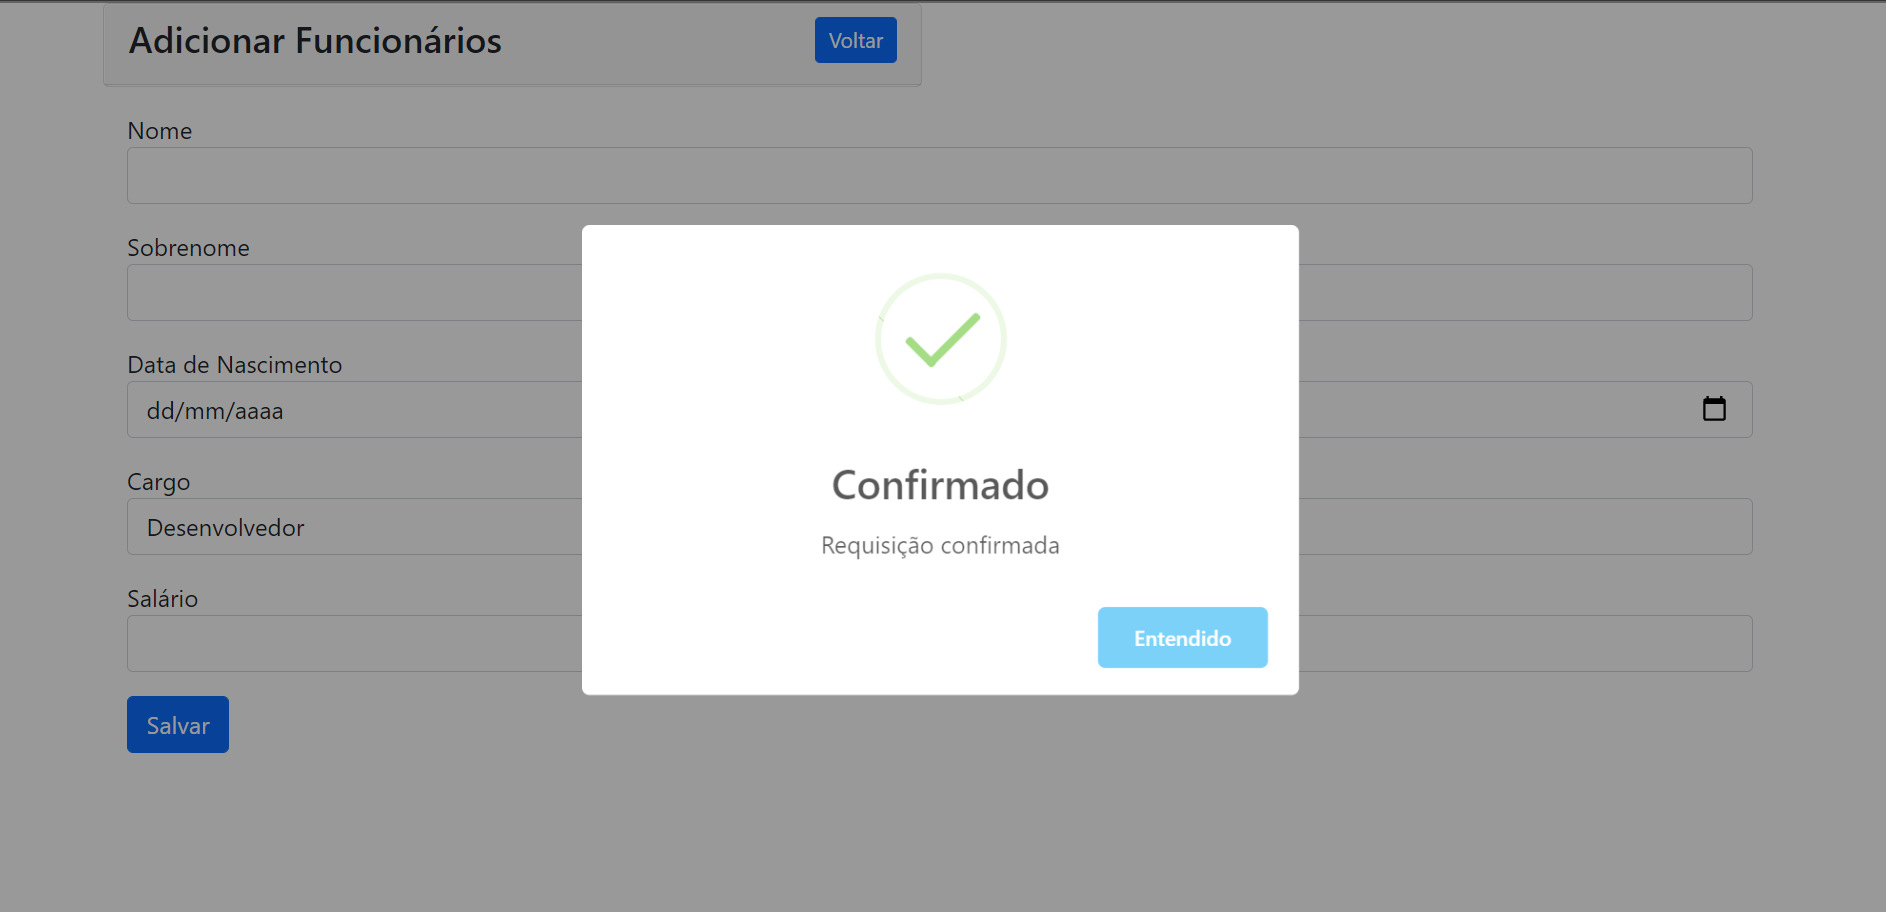 Adicionar Funcionários
Voltar
Nome
Sobrenome
Data de Nascimento
dd/mm/aaaa
Cargo
Desenvolvedor
Salário
Salvar
Confirmado
Requisição confirmada
Entendido